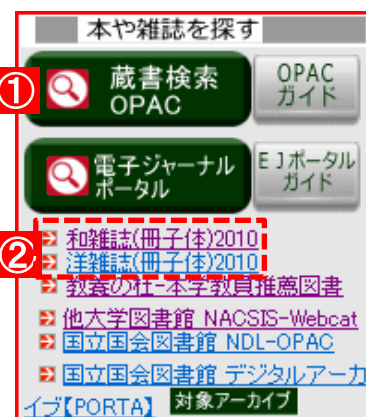 本や雑誌を探す
①
蔵書検索
OPAC
OPAC
ガイド
電子ジャーナル
ポータル
EJポータル
ガイド
②
和雑誌(冊子体)2010
洋雑誌(冊子体)2010
教養の杜-本学教員推薦図書
他大学図書館 NACSIS-Webcat
国立国会図書館 NDL-OPAC
国立国会図書館 デジタルアーカ
イブ【PORTA】 対象アーカイブ